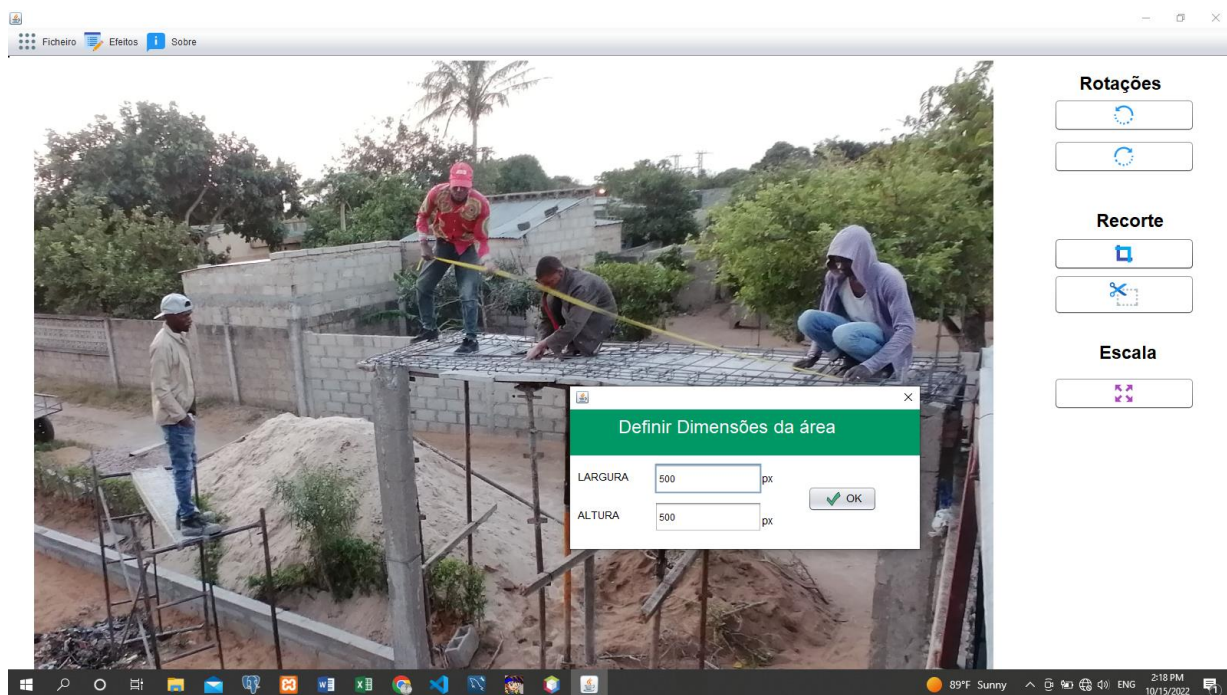 Ficheiro Efeitos Sobre
Rotações
Recorte
Escala
Definir Dimensões da área
LARGURA 500 px
ALTURA 500 px
OK
89°F Sunny ENG 2:18 PM
10/15/2022